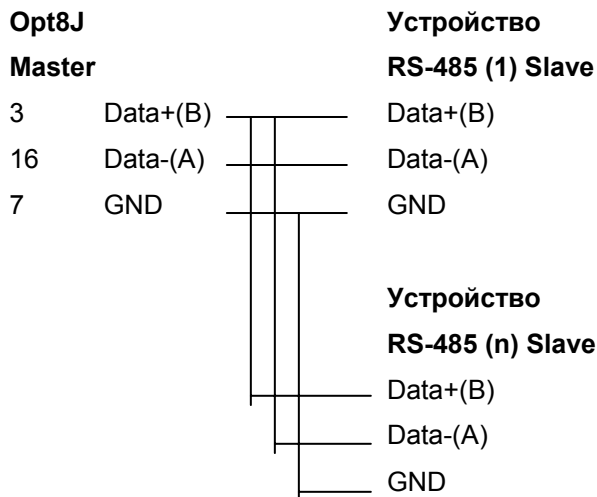 Opt8J Устройство
Master RS-485 (1) Slave
3 Data+(B) Data+(B)
16 Data-(A) Data-(A)
7 GND GND
Устройство
RS-485 (n) Slave
Data+(B)
Data-(A)
GND